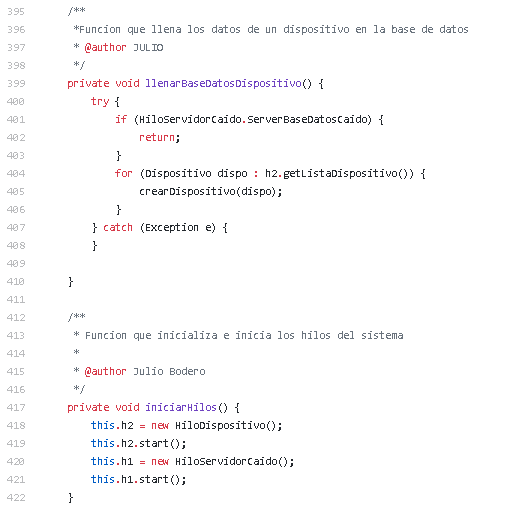 395 /**
396 *Funcion que llena los datos de un dispositivo en la base de datos
397 * @author JULIO
398 */
399 private void llenarBaseDatosDispositivo() {
400 try {
401 if (HiloServidorCaido.ServerBaseDatosCaido) {
402 return;
403 }
404 for (Dispositivo dispo : h2.getListaDispositivo()) {
405 crearDispositivo(dispo);
406 }
407 } catch (Exception e) {
408 }
409
410 }
411
412 /**
413 * Funcion que inicializa e inicia los hilos del sistema
414 *
415 * @author Julio Bodero
416 */
417 private void iniciarHilos() {
418 this.h2 = new HiloDispositivo();
419 this.h2.start();
420 this.h1 = new HiloServidorCaido();
421 this.h1.start();
422 }